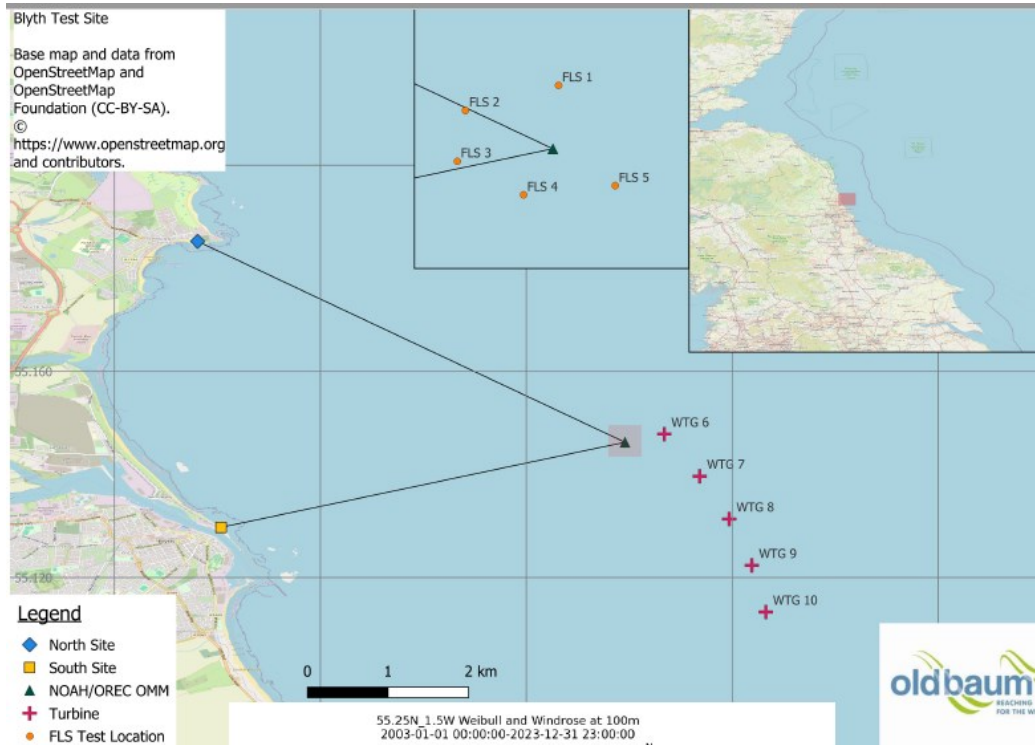 Blyth Test Site
Base map and data from
OpenStreetMap and
OpenStreetMap
Foundation (CC-BY-SA).
©
https://www.openstreetmap.org
and contributors.
FLS 1
FLS 2
FLS 3
FLS 4
FLS 5
55.160
WTG 6
WTG 7
WTG 8
WTG 9
55.120
WTG 10
Legend
North Site
South Site
NOAH/OREC OMM
Turbine
FLS Test Location
0 1 2 km
55.25N_1.5W Weibull and Windrose at 100m
2003-01-01 00:00:00-2023-12-31 23:00:00
oldbaum
REACHING
FOR THE W